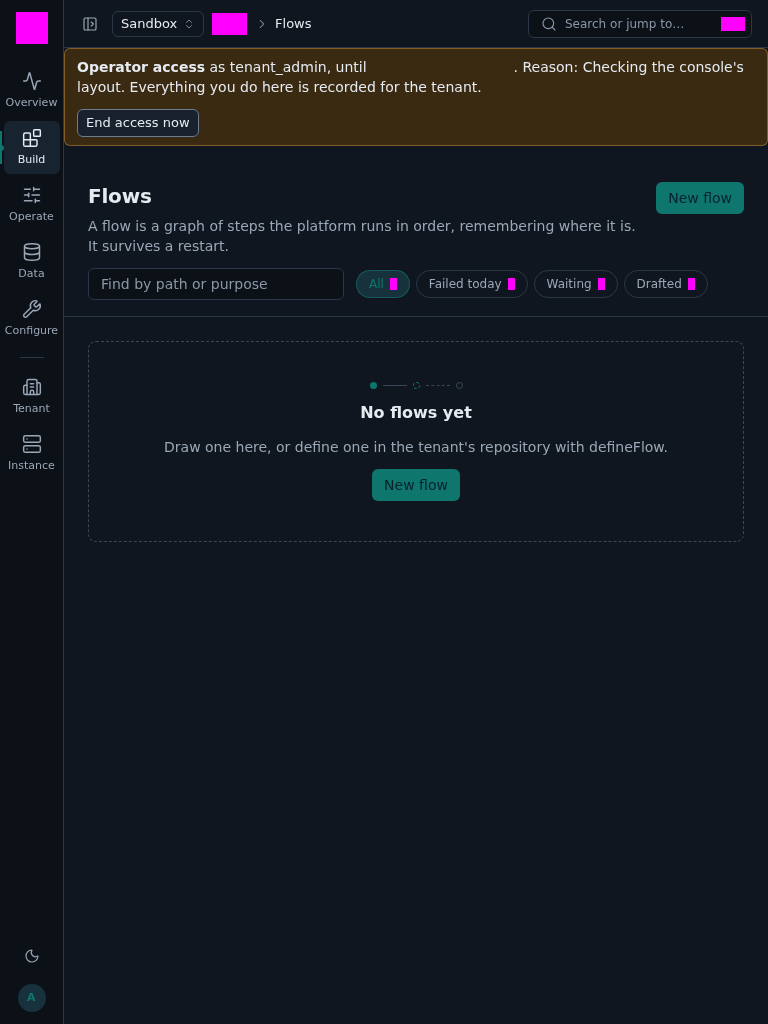 Sandbox
Flows
Search or jump to...
Operator access as tenant_admin, until . Reason: Checking the console's
layout. Everything you do here is recorded for the tenant.
End access now
Overview
Build
Operate
Data
Configure
Tenant
Instance
A
Flows
New flow
A flow is a graph of steps the platform runs in order, remembering where it is.
It survives a restart.
Find by path or purpose
All
Failed today
Waiting
Drafted
No flows yet
Draw one here, or define one in the tenant's repository with defineFlow.
New flow